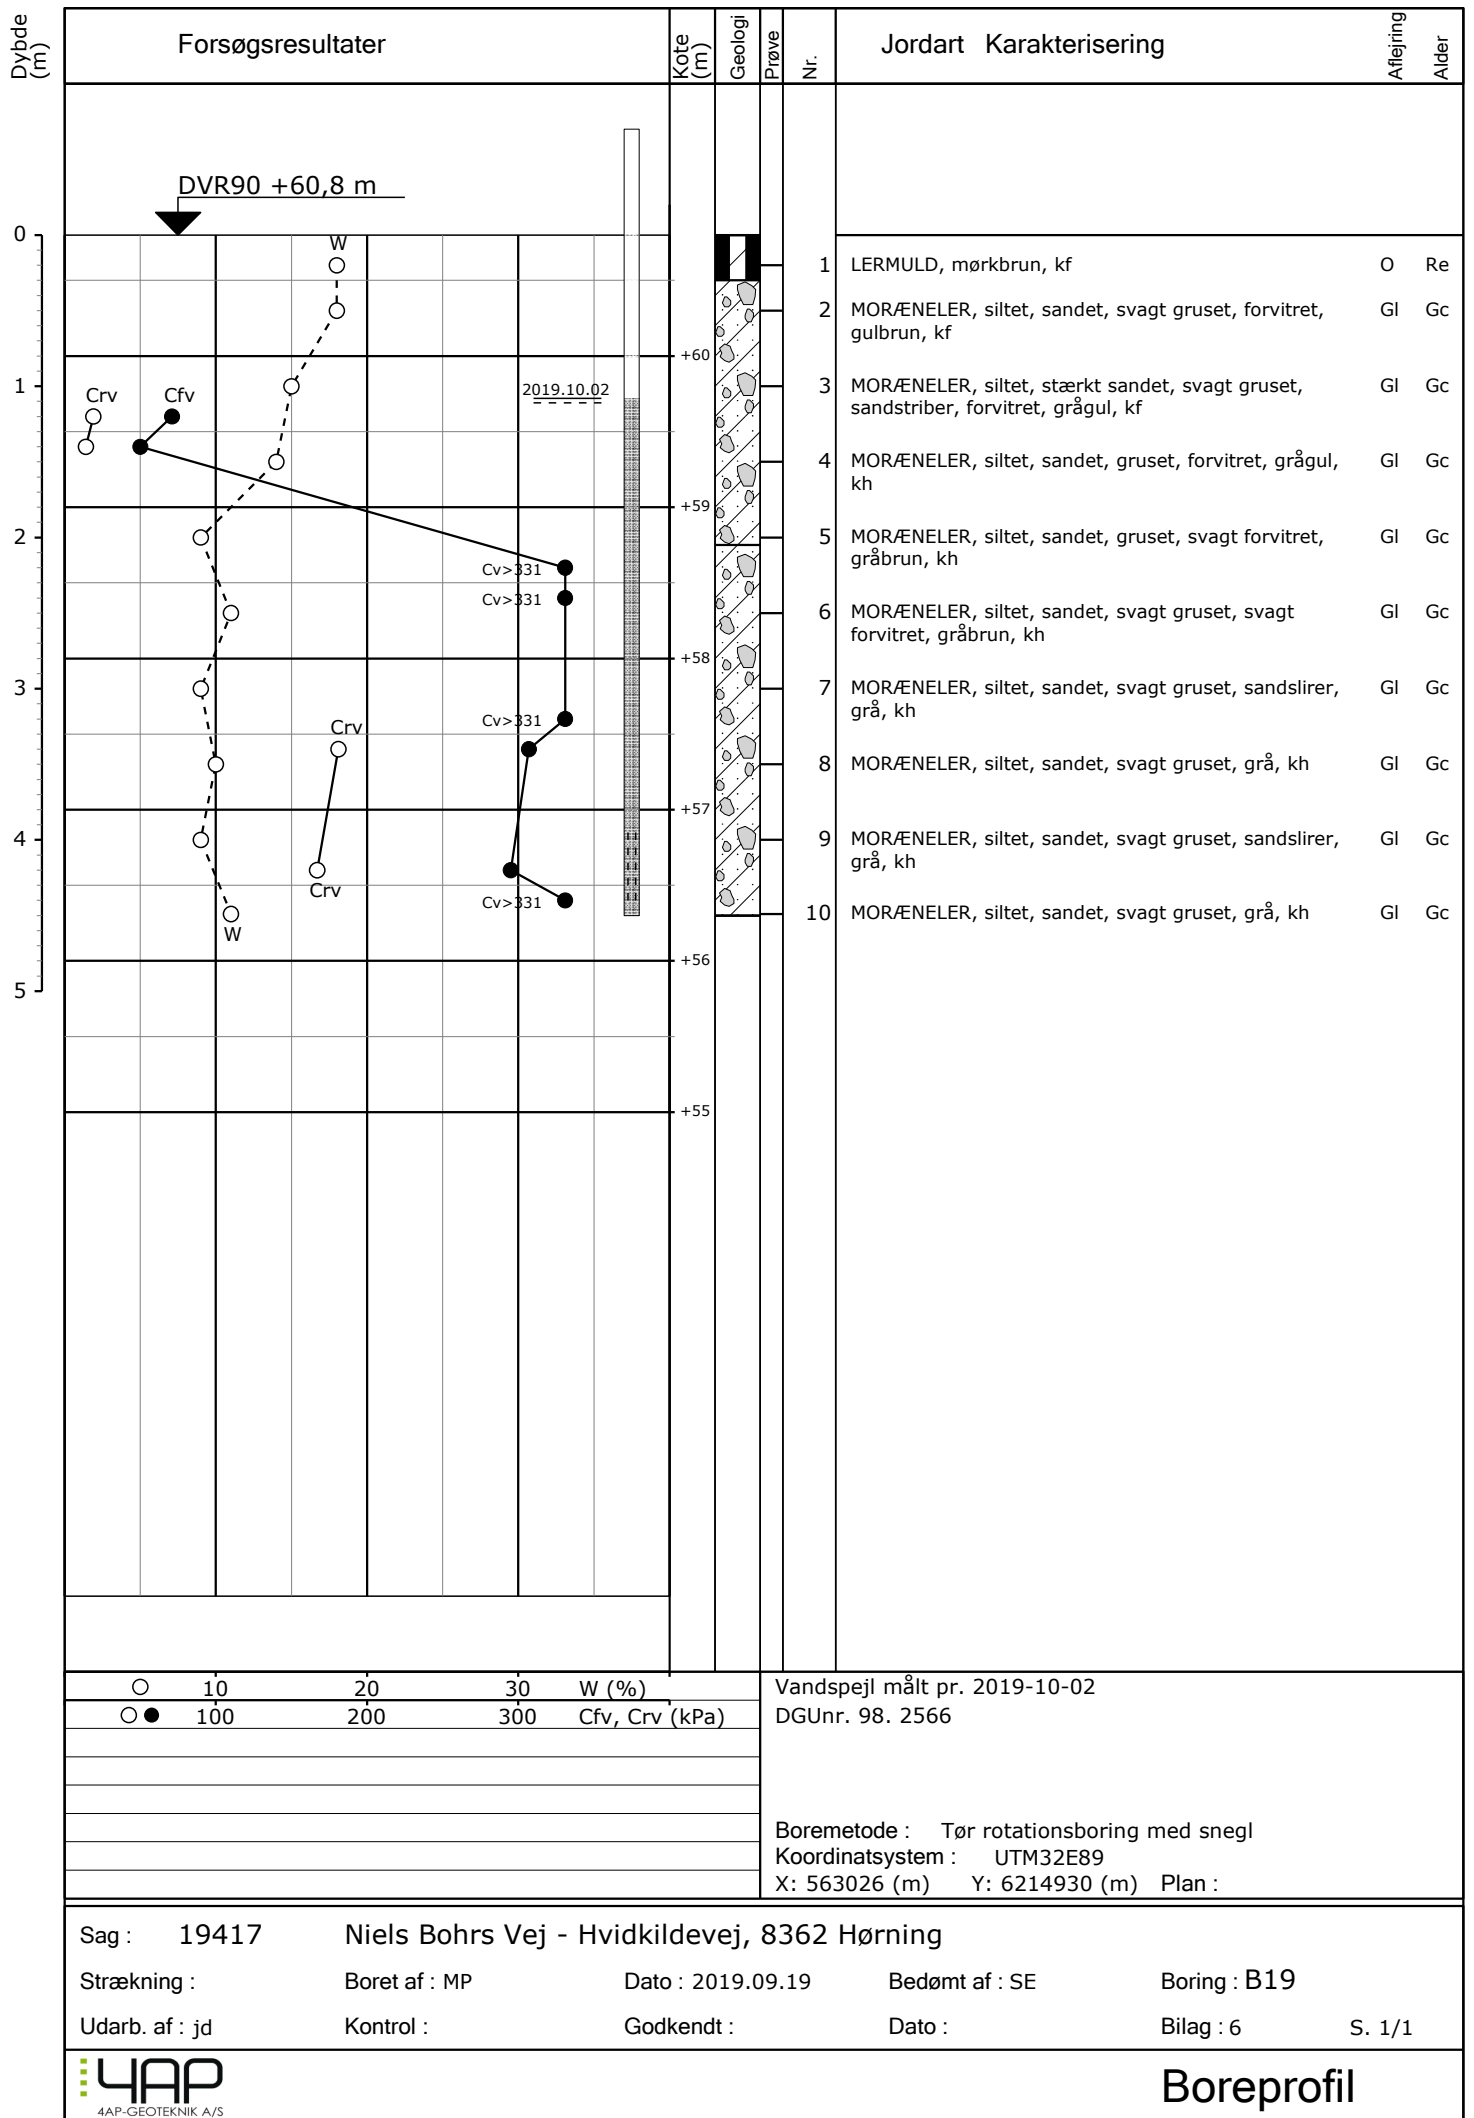 Dybde (m)
Forsøgsresultater
Kote (m)
Geologi
Prøve
Nr.
Jordart Karakterisering
Aflejring
Alder
DVR90 +60,8 m
0
W
1 LERMULD, mørkbrun, kf O Re
2 MORÆNELER, siltet, sandet, svagt gruset, forvitret, Gl Gc
gulbrun, kf
+60
1
Crv Cfv
2019.10.02
3 MORÆNELER, siltet, stærkt sandet, svagt gruset, Gl Gc
sandstriber, forvitret, grågul, kf
4 MORÆNELER, siltet, sandet, gruset, forvitret, grågul, Gl Gc
kh
+59
2
5 MORÆNELER, siltet, sandet, gruset, svagt forvitret, Gl Gc
gråbrun, kh
Cv>331
Cv>331
6 MORÆNELER, siltet, sandet, svagt gruset, svagt Gl Gc
forvitret, gråbrun, kh
+58
3
7 MORÆNELER, siltet, sandet, svagt gruset, sandslirer, Gl Gc
grå, kh
Cv>331
Crv
8 MORÆNELER, siltet, sandet, svagt gruset, grå, kh Gl Gc
+57
4
9 MORÆNELER, siltet, sandet, svagt gruset, sandslirer, Gl Gc
grå, kh
Crv
Cv>331
10 MORÆNELER, siltet, sandet, svagt gruset, grå, kh Gl Gc
W
+56
5
+55
10 20 30 W (%)
100 200 300 Cfv, Crv (kPa)
Vandspejl målt pr. 2019-10-02
DGUnr. 98. 2566
Boremetode : Tør rotationsboring med snegl
Koordinatsystem : UTM32E89
X: 563026 (m) Y: 6214930 (m) Plan :
Sag : 19417 Niels Bohrs Vej - Hvidkildevej, 8362 Hørning
Strækning : Boret af : MP Dato : 2019.09.19 Bedømt af : SE Boring : B19
Udarb. af : jd Kontrol : Godkendt : Dato : Bilag : 6 S. 1/1
4AP
4AP-GEOTEKNIK A/S
Boreprofil